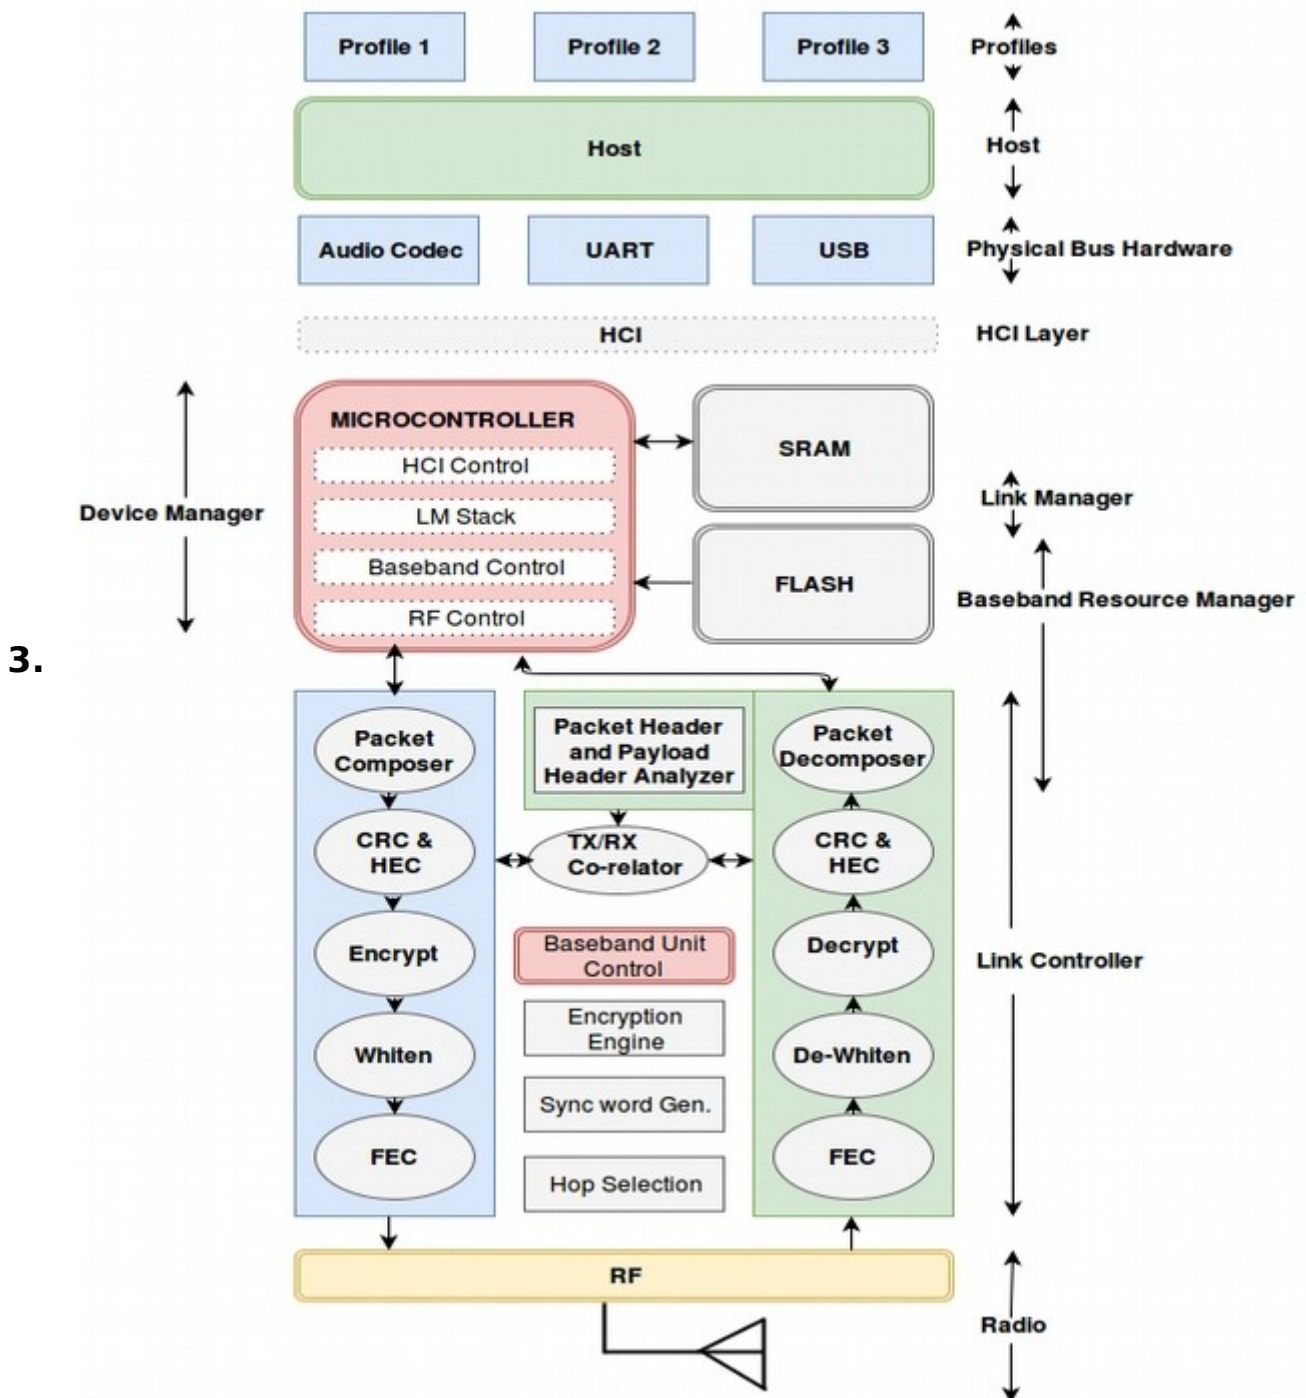 Profile 1
Profile 2
Profile 3
Profiles
Host
Host
Audio Codec
UART
USB
Physical Bus Hardware
HCI
HCI Layer
MICROCONTROLLER
HCI Control
LM Stack
Baseband Control
RF Control
SRAM
FLASH
Device Manager
Link Manager
Baseband Resource Manager
3.
Packet
Composer
CRC &
HEC
Encrypt
Whiten
FEC
Packet Header
and Payload
Header Analyzer
TX/RX
Co-relator
Baseband Unit
Control
Encryption
Engine
Sync word Gen.
Hop Selection
Packet
Decomposer
CRC &
HEC
Decrypt
De-Whiten
FEC
Link Controller
RF
Radio